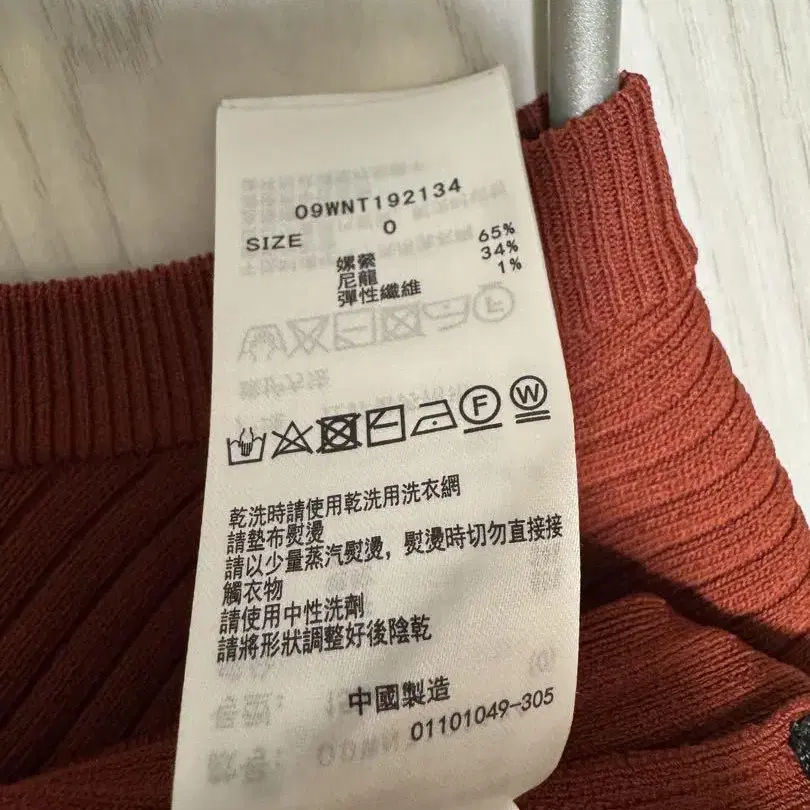 09WNT192134
SIZE 0
嫘縈 65%
尼龍 34%
彈性纖維 1%
F W
乾洗時請使用乾洗用洗衣網
請墊布熨燙
請以少量蒸汽熨燙，熨燙時切勿直接接
觸衣物
請使用中性洗劑
請將形狀調整好後陰乾
中國製造
01101049-305